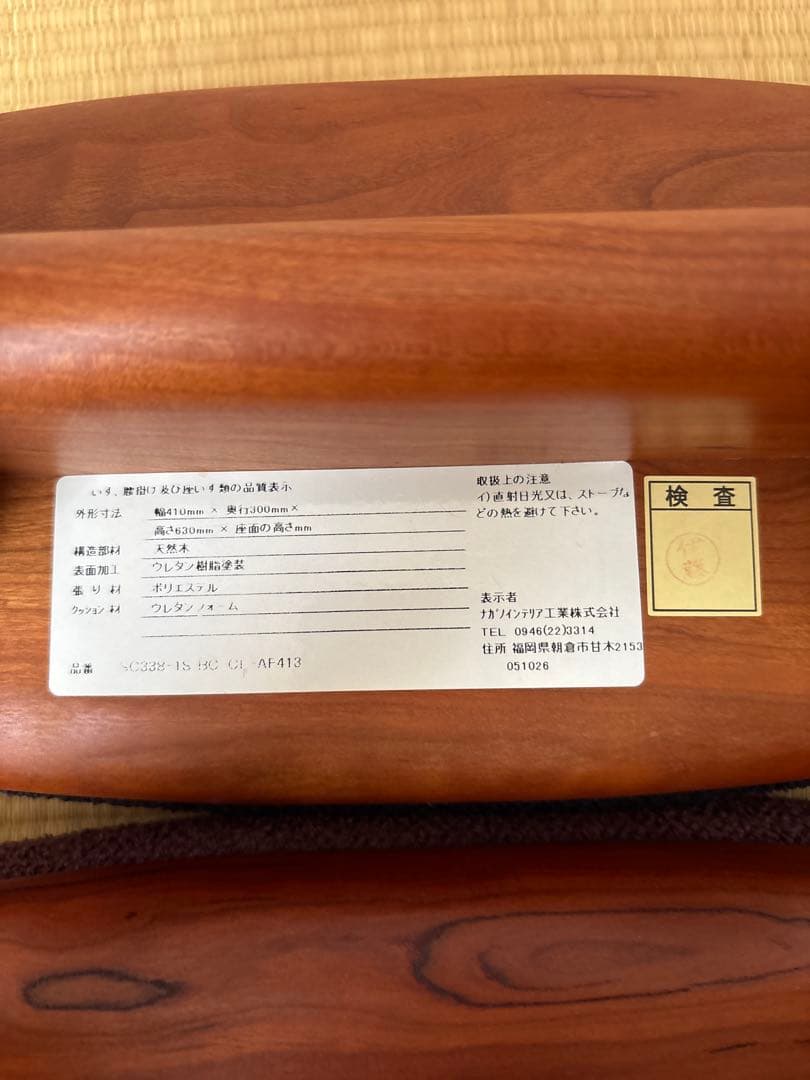 いす、腰掛け及び座いす類の品質表示
外形寸法 幅410mm × 奥行300mm×
高さ630mm × 座面の高さmm
構造部材 天然木
表面加工 ウレタン樹脂塗装
張り材 ポリエステル
クッション材 ウレタンフォーム
品番 SC338-1S BC -AF413
取扱上の注意
イ)直射日光又は、ストーブな
どの熱を避けて下さい。
表示者
ナガノインテリア工業株式会社
TEL 0946(22)3314
住所 福岡県朝倉市甘木2153
051026
検 査